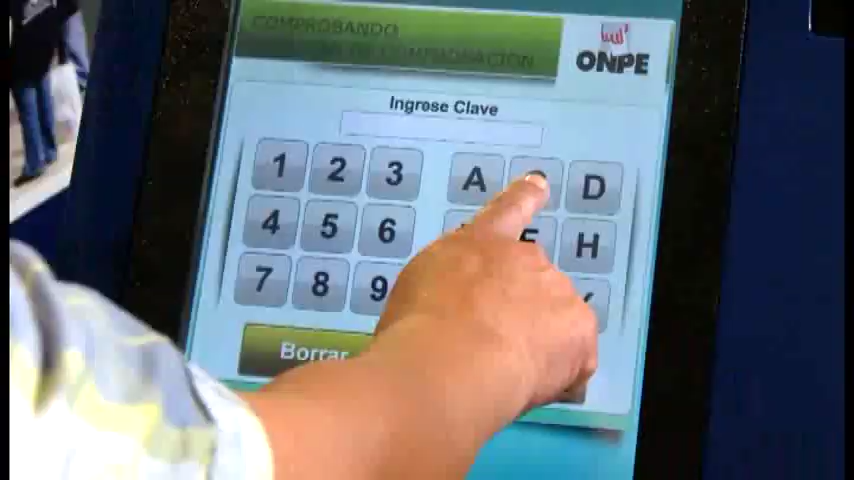 COMPROBANDO
ONPE
Ingrese Clave
1 2 3 A D
4 5 6 H
7 8 9
Borrar